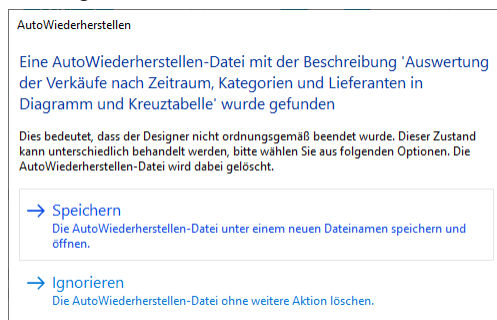 AutoWiederherstellen
Eine AutoWiederherstellen-Datei mit der Beschreibung 'Auswertung
der Verkäufe nach Zeitraum, Kategorien und Lieferanten in
Diagramm und Kreuztabelle' wurde gefunden
Dies bedeutet, dass der Designer nicht ordnungsgemäß beendet wurde. Dieser Zustand
kann unterschiedlich behandelt werden, bitte wählen Sie aus folgenden Optionen. Die
AutoWiederherstellen-Datei wird dabei gelöscht.
Speichern
Die AutoWiederherstellen-Datei unter einem neuen Dateinamen speichern und
öffnen.
Ignorieren
Die AutoWiederherstellen-Datei ohne weitere Aktion löschen.